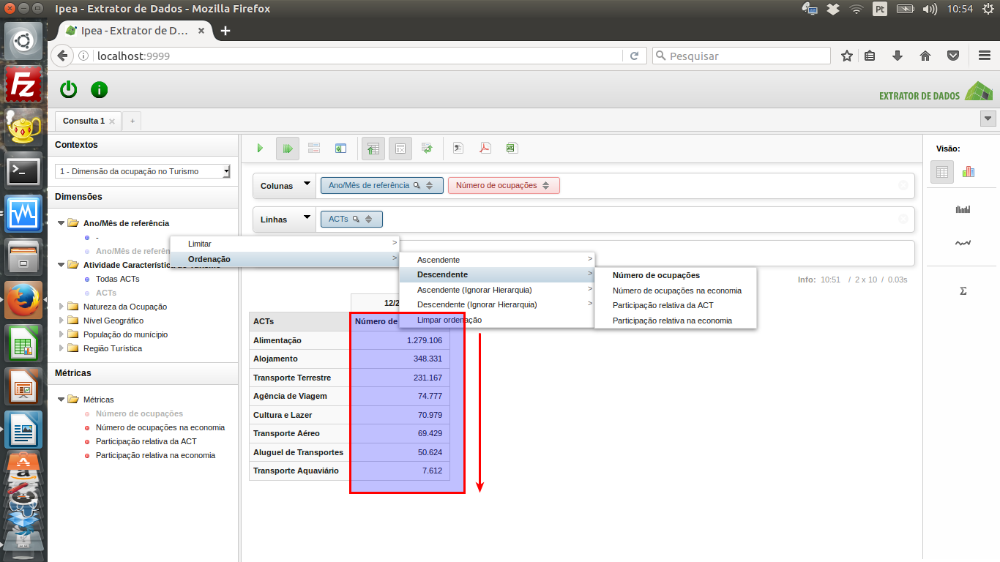 Ipea - Extrator de Dados - Mozilla Firefox
Pt
10:54
Ipea - Extrator de D…
localhost:9999
Pesquisar
EXTRATOR DE DADOS
Consulta 1
+
Contextos
1 - Dimensão da ocupação no Turismo
Dimensões
Ano/Mês de referência
-
Ano/Mês de referên
Atividade Característica
Todas ACTs
ACTs
Natureza da Ocupação
Nível Geográfico
População do munícipio
Região Turística
Métricas
Métricas
Número de ocupações
Número de ocupações na economia
Participação relativa da ACT
Participação relativa na economia
Colunas
Ano/Mês de referência
Número de ocupações
Linhas
ACTs
Limitar >
Ordenação >
Ascendente >
Descendente >
Ascendente (Ignorar Hierarquia) >
Descendente (Ignorar Hierarquia) >
Limpar ordenação
Número de ocupações
Número de ocupações na economia
Participação relativa da ACT
Participação relativa na economia
Info: 10:51 / 2 x 10 / 0.03s
12/2
ACTs Número de
Alimentação 1.279.106
Alojamento 348.331
Transporte Terrestre 231.167
Agência de Viagem 74.777
Cultura e Lazer 70.979
Transporte Aéreo 69.429
Aluguel de Transportes 50.624
Transporte Aquaviário 7.612
Visão:
Σ